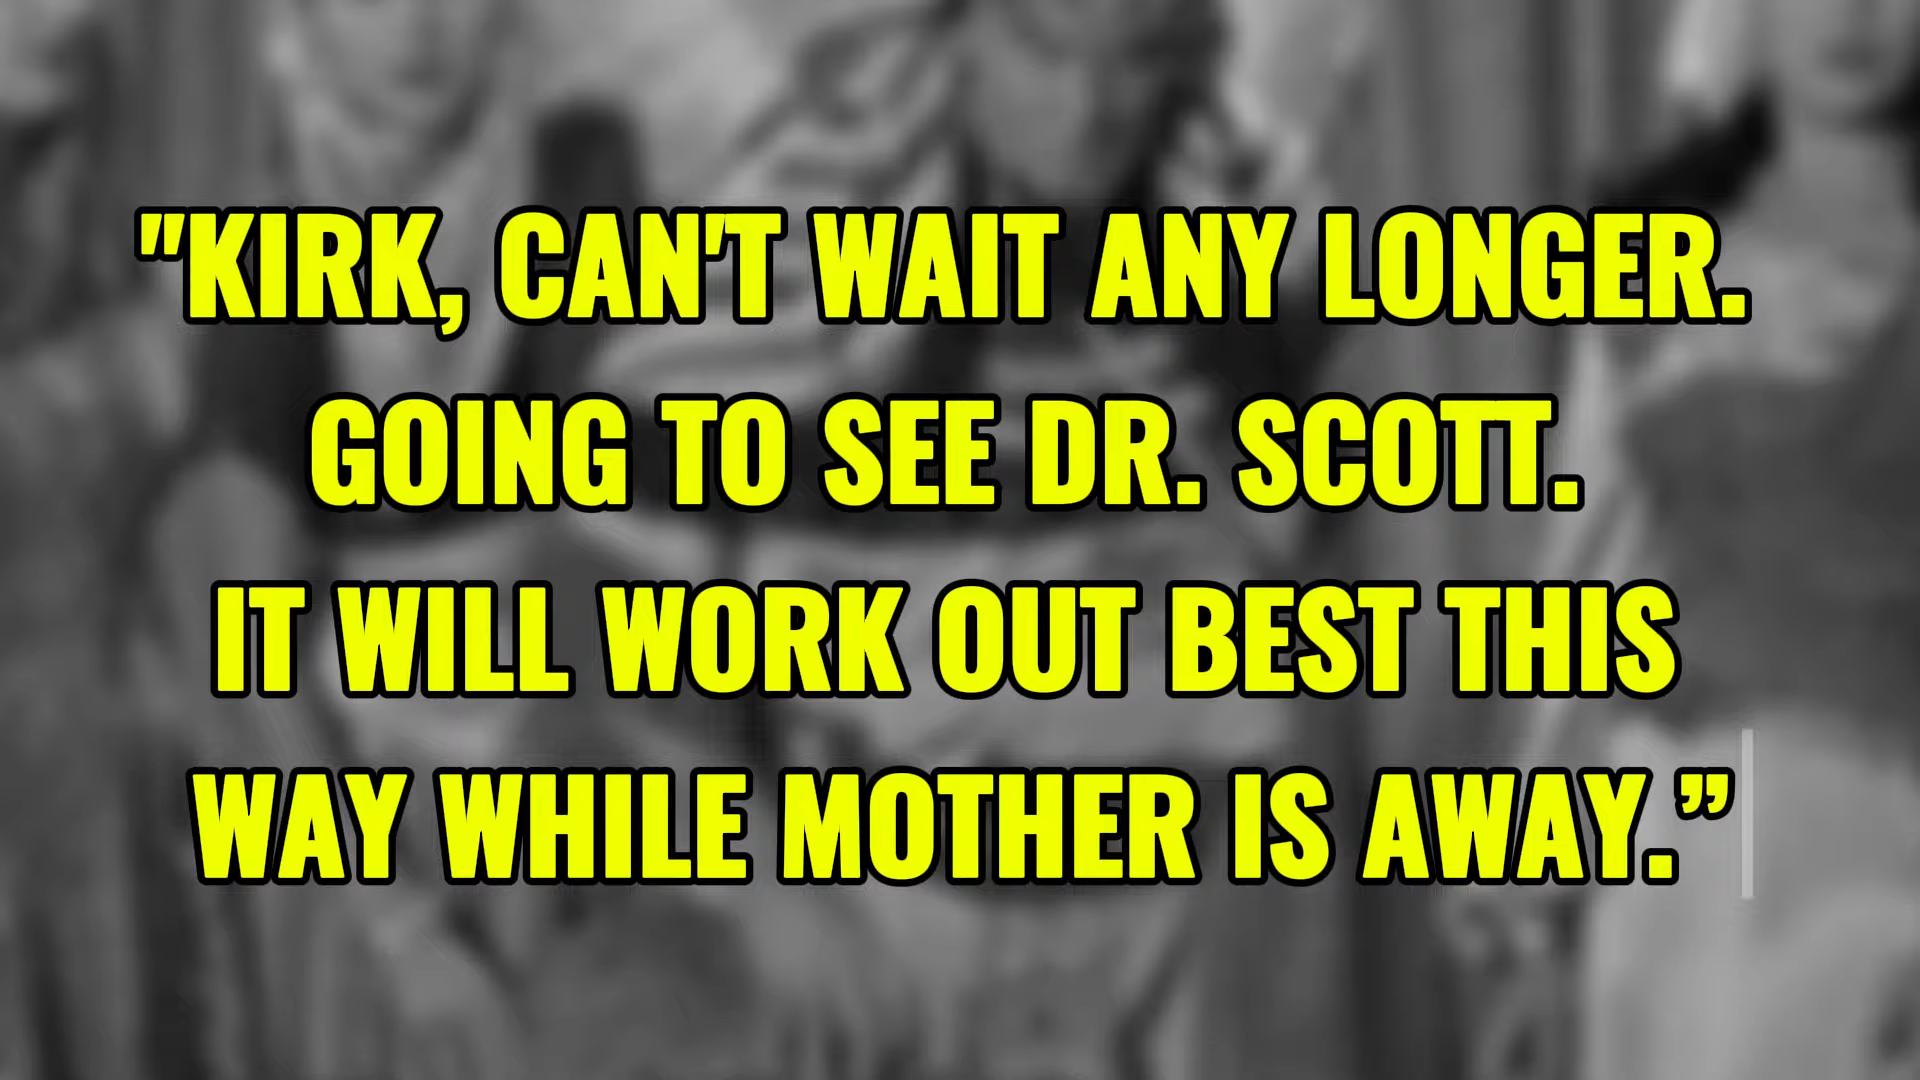 "KIRK, CAN'T WAIT ANY LONGER.
GOING TO SEE DR. SCOTT.
IT WILL WORK OUT BEST THIS
WAY WHILE MOTHER IS AWAY.”